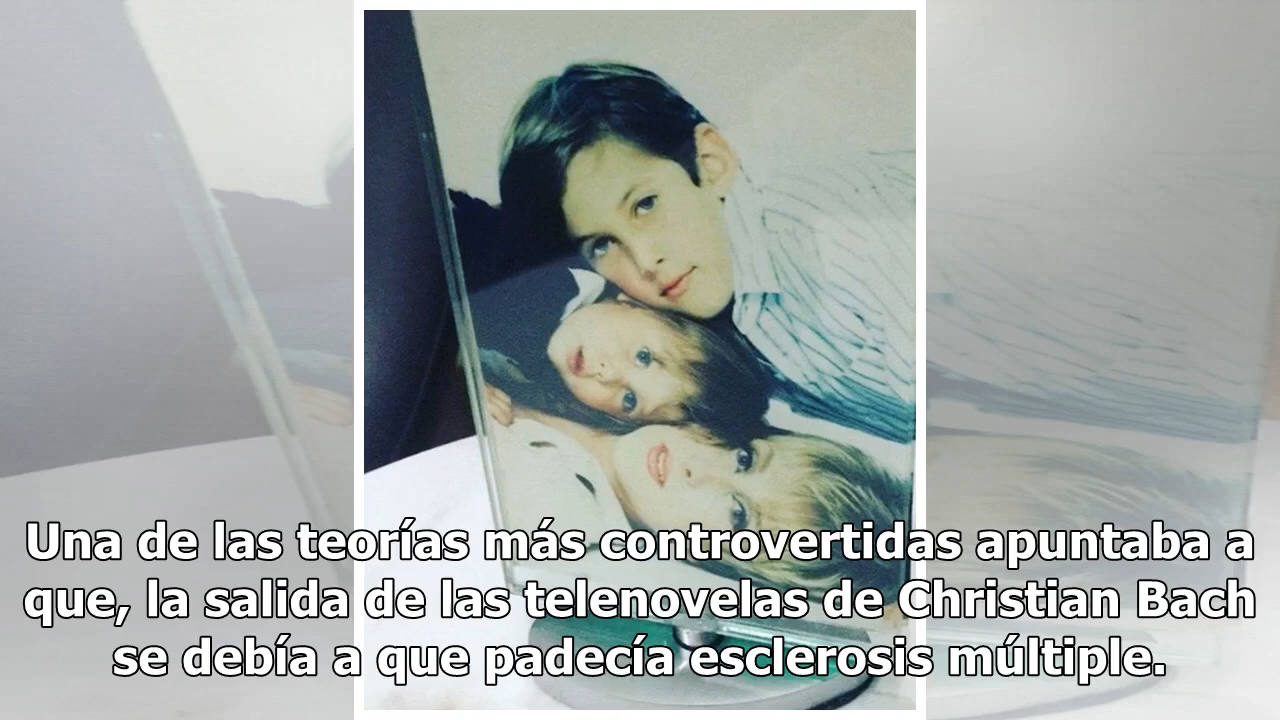 Una de las teorías más controvertidas apuntaba a
que, la salida de las telenovelas de Christian Bach
se debía a que padecía esclerosis múltiple.